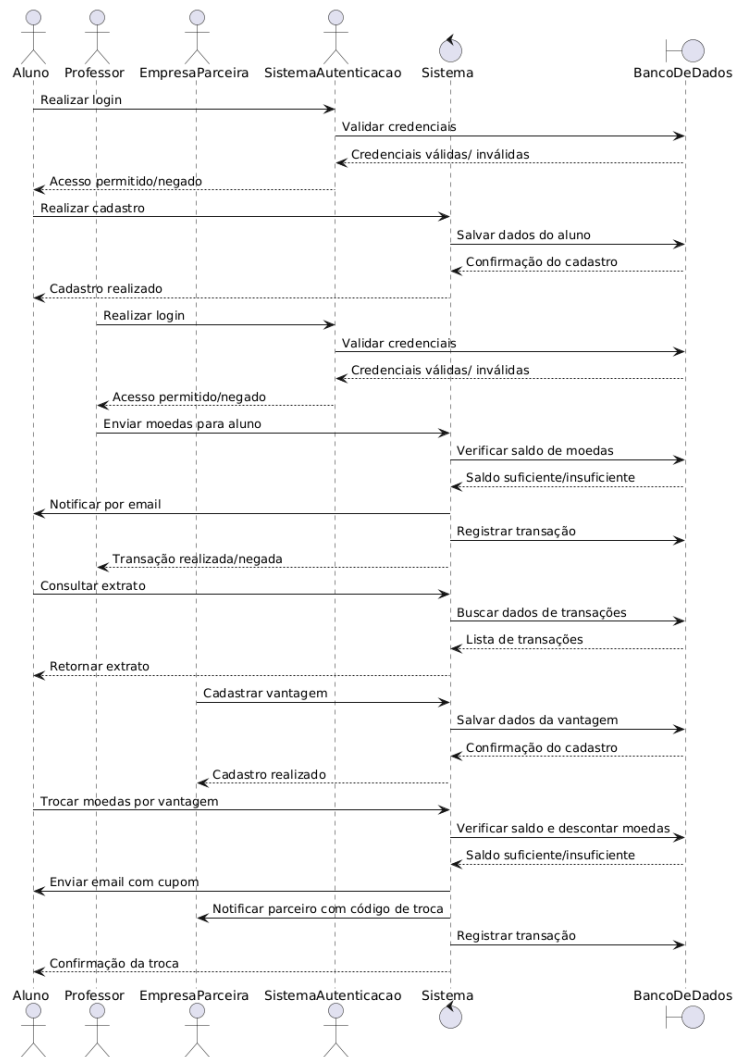 Aluno Professor EmpresaParceira SistemaAutenticacao Sistema BancoDeDados
Realizar login
Validar credenciais
Credenciais válidas/ inválidas
Acesso permitido/negado
Realizar cadastro
Salvar dados do aluno
Confirmação do cadastro
Cadastro realizado
Realizar login
Validar credenciais
Credenciais válidas/ inválidas
Acesso permitido/negado
Enviar moedas para aluno
Verificar saldo de moedas
Saldo suficiente/insuficiente
Notificar por email
Registrar transação
Transação realizada/negada
Consultar extrato
Buscar dados de transações
Lista de transações
Retornar extrato
Cadastrar vantagem
Salvar dados da vantagem
Confirmação do cadastro
Cadastro realizado
Trocar moedas por vantagem
Verificar saldo e descontar moedas
Saldo suficiente/insuficiente
Enviar email com cupom
Notificar parceiro com código de troca
Registrar transação
Confirmação da troca
Aluno Professor EmpresaParceira SistemaAutenticacao Sistema BancoDeDados